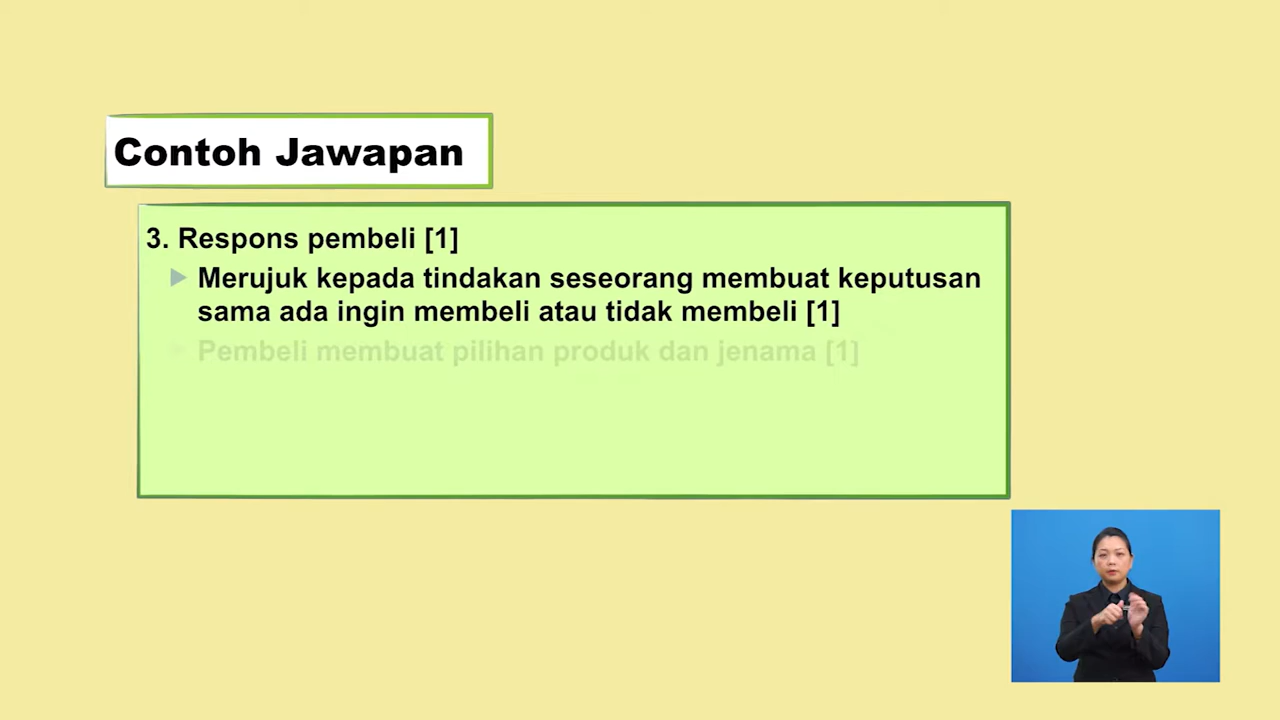 Contoh Jawapan
3. Respons pembeli [1]
Merujuk kepada tindakan seseorang membuat keputusan
sama ada ingin membeli atau tidak membeli [1]
Pembeli membuat pilihan produk dan jenama [1]